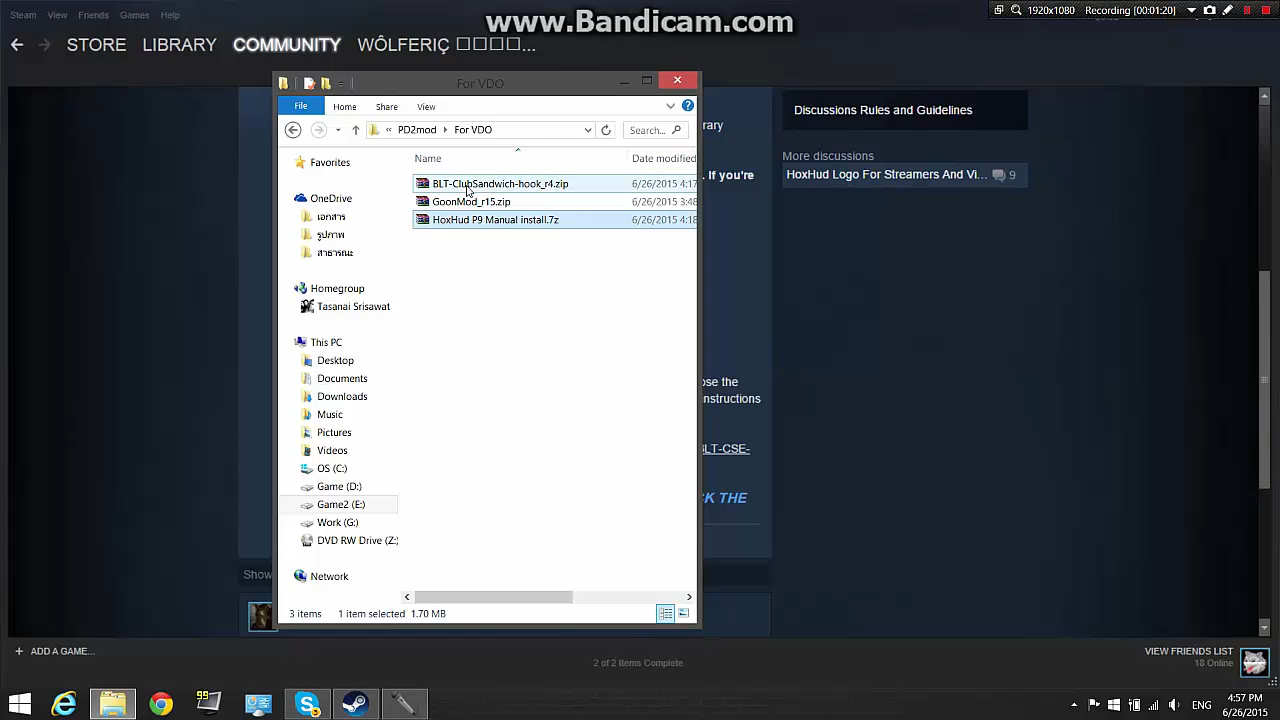 www.Bandicam.com
Steam View Friends Games Help
1920x1080 Recording (00:01:20)
STORE LIBRARY COMMUNITY WÔLFERIÇ □□□□...
For VDO
File Home Share View
« PD2mod For VDO Search...
Name Date modified
Favorites
OneDrive
เอกสาร
รูปภาพ
สาธารณะ
Homegroup
Tasanai Srisawat
This PC
Desktop
Documents
Downloads
Music
Pictures
Videos
OS (C:)
Game (D:)
Game2 (E:)
Work (G:)
DVD RW Drive (Z:)
Network
BLT-ClubSandwich-hook_r4.zip 6/26/2015 4:17
GoonMod_r15.zip 6/26/2015 3:48
HoxHud P9 Manual install.7z 6/26/2015 4:18
3 items 1 item selected 1.70 MB
rary
. If you're
ose the
nstructions
BLT-CSE-
CK THE
Show
Discussions Rules and Guidelines
More discussions
HoxHud Logo For Streamers And Vi... 9
ADD A GAME...
2 of 2 Items Complete
VIEW FRIENDS LIST
18 Online
ENG
4:57 PM
6/26/2015